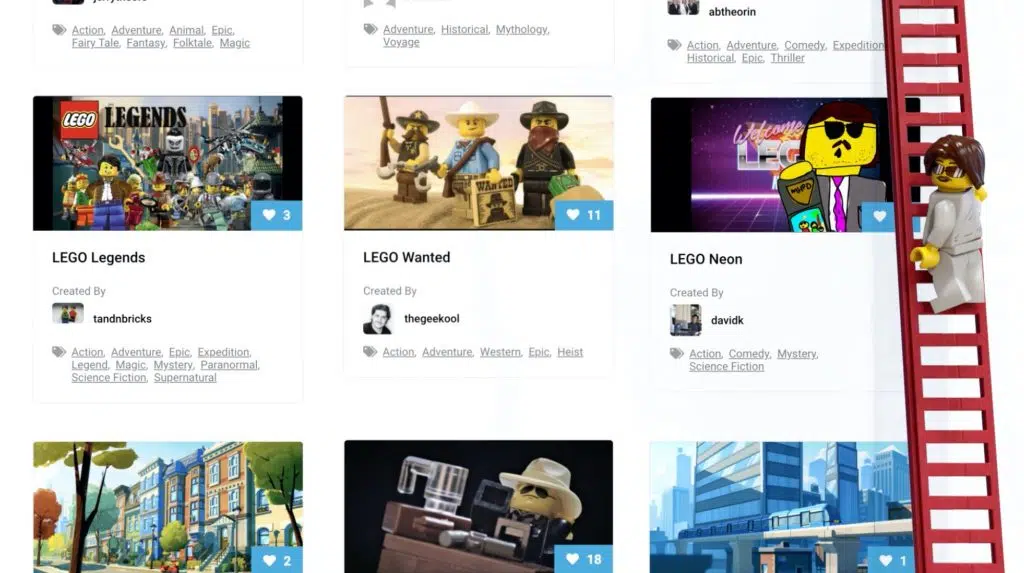 abtheorin
Action, Adventure, Animal, Epic,
Fairy Tale, Fantasy, Folktale, Magic
Adventure, Historical, Mythology,
Voyage
Action, Adventure, Comedy, Expedition
Historical, Epic, Thriller
LEGO LEGENDS
3
LEGO Legends
Created By
tandnbricks
Action, Adventure, Epic, Expedition,
Legend, Magic, Mystery, Paranormal,
Science Fiction, Supernatural
WANTED
11
LEGO Wanted
Created By
thegeekool
Action, Adventure, Western, Epic, Heist
Welcome
LEGO Neon
Created By
davidk
Action, Comedy, Mystery,
Science Fiction
2
18
1